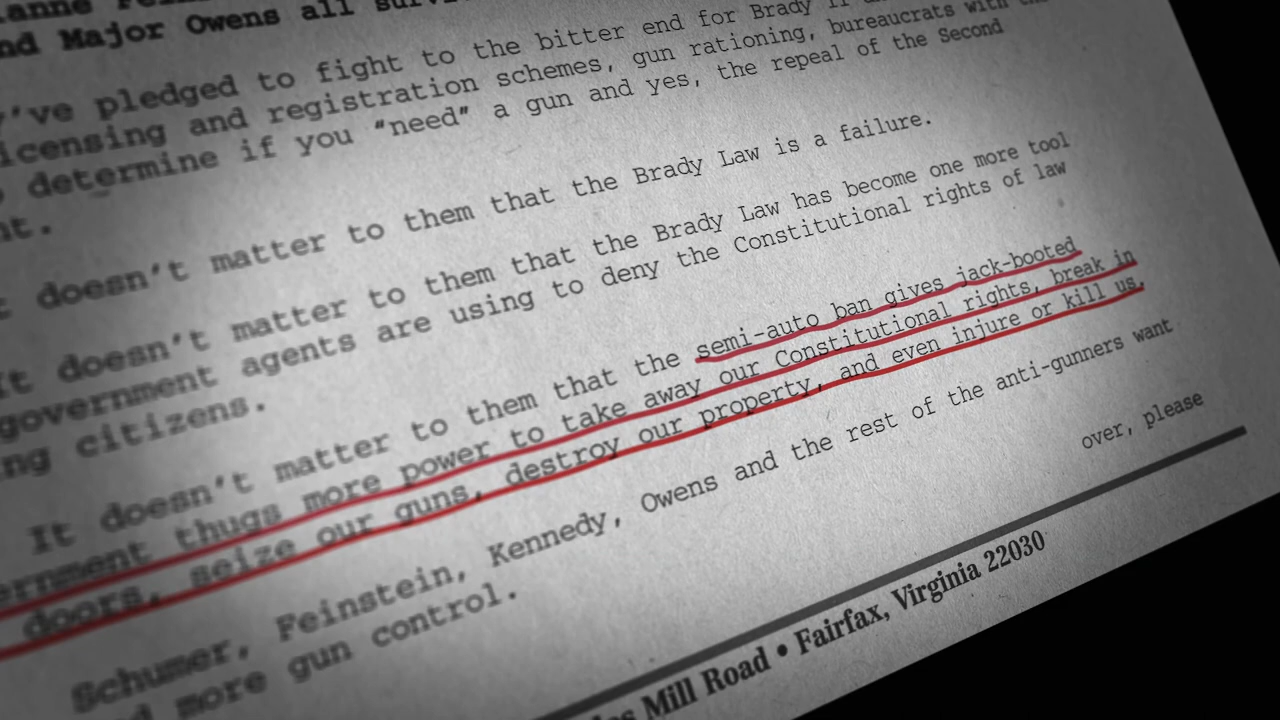 nd Major Owens all
've pledged to fight to the bitter end for Brady II
icensing and registration schemes, gun rationing, bureaucrats with
determine if you "need" a gun and yes, the repeal of the Second
nt.
doesn't matter to them that the Brady Law is a failure.
It doesn't matter to them that the Brady Law has become one more tool
government agents are using to deny the Constitutional rights of law
ng citizens.
It doesn't matter to them that the semi-auto ban gives jack-booted
ernment thugs more power to take away our Constitutional rights, break in
doors, seize our guns, destroy our property, and even injure or kill us.
Schumer, Feinstein, Kennedy, Owens and the rest of the anti-gunners want
d more gun control.
over, please
Mill Road • Fairfax, Virginia 22030